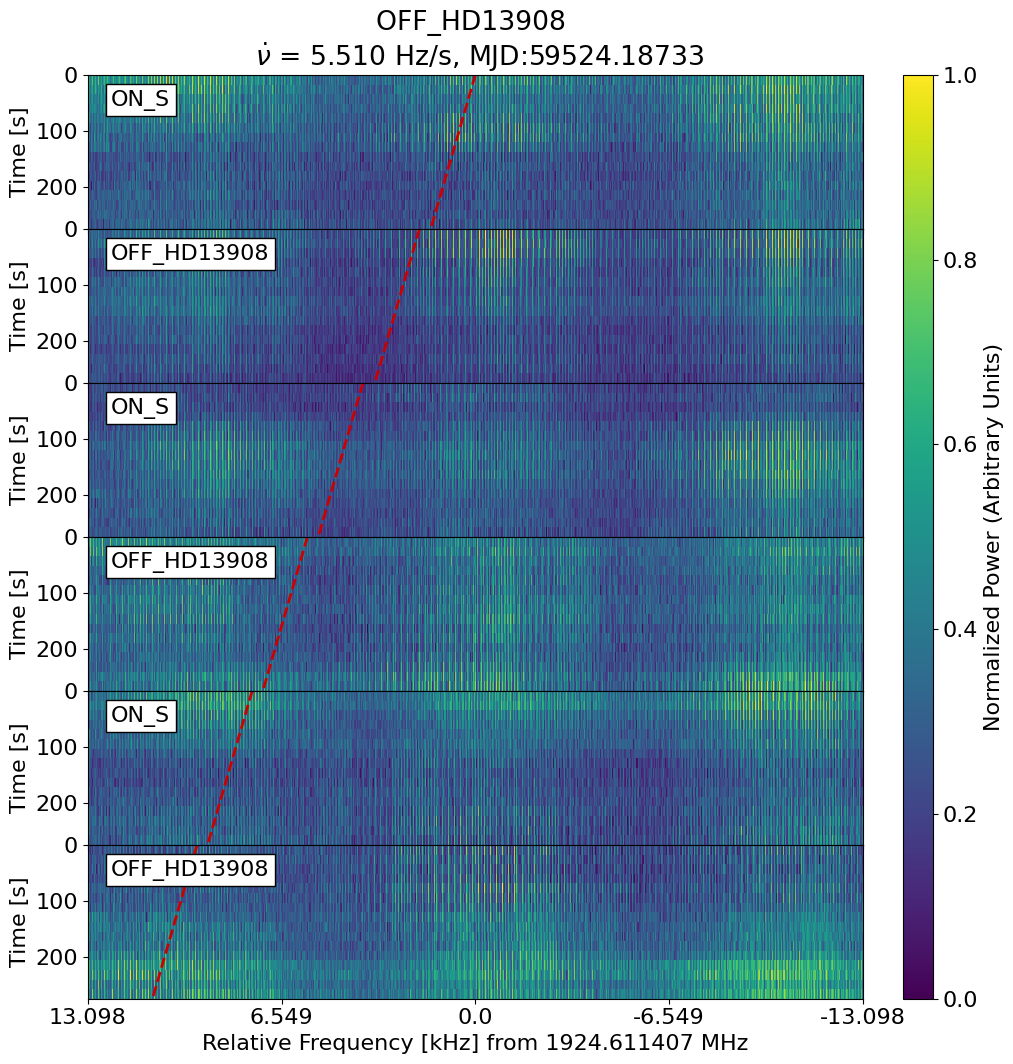 OFF_HD13908
ν̇ = 5.510 Hz/s, MJD:59524.18733
0
100
200
Time [s]
ON_S
0
100
200
Time [s]
OFF_HD13908
0
100
200
Time [s]
ON_S
0
100
200
Time [s]
OFF_HD13908
0
100
200
Time [s]
ON_S
0
100
200
Time [s]
OFF_HD13908
13.098 6.549 0.0 -6.549 -13.098
Relative Frequency [kHz] from 1924.611407 MHz
1.0
0.8
0.6
0.4
0.2
0.0
Normalized Power (Arbitrary Units)